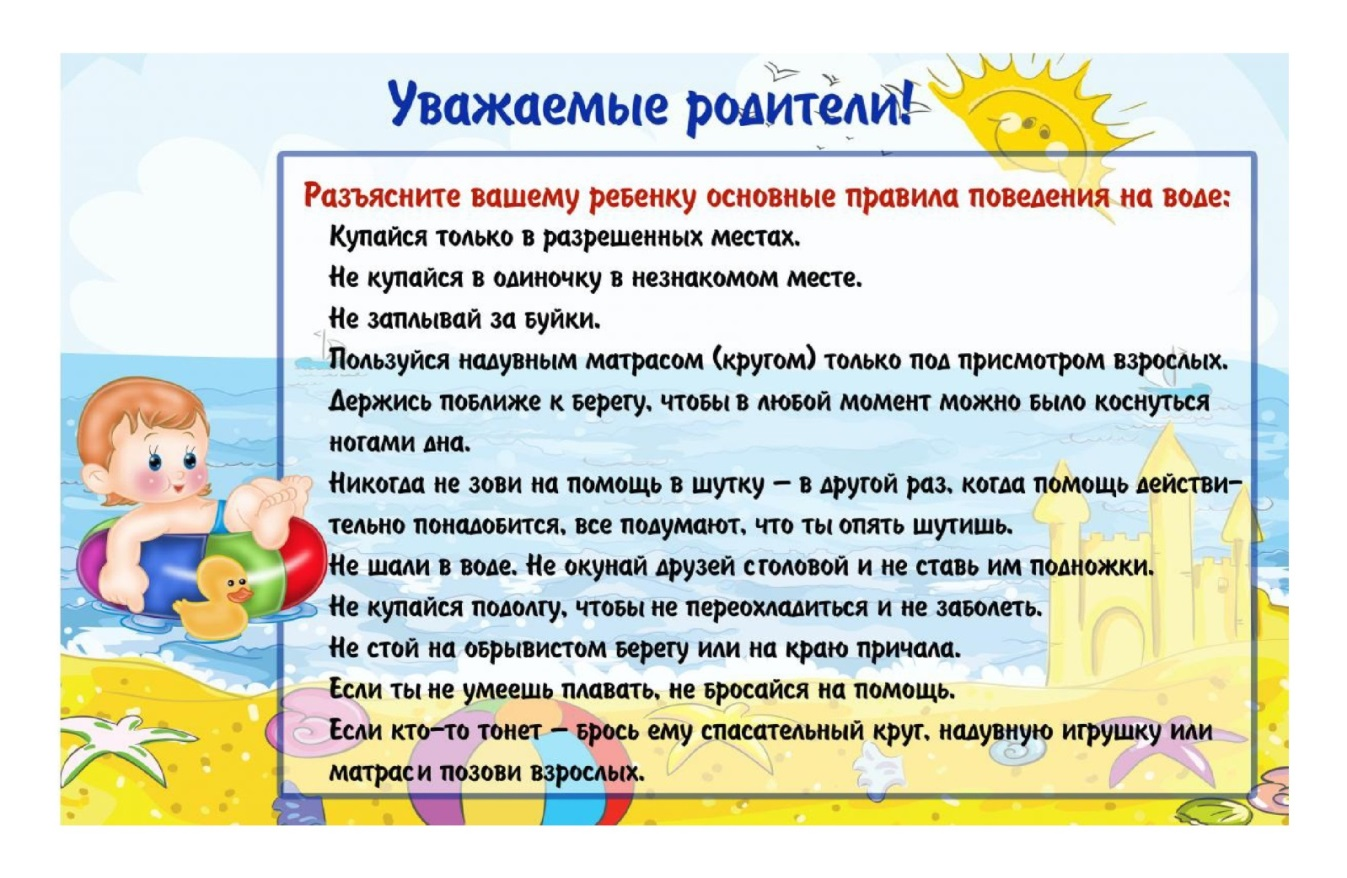 Уважаемые родители!
Разъясните вашему ребенку основные правила поведения на воде:
Купайся только в разрешенных местах.
Не купайся в одиночку в незнакомом месте.
Не заплывай за буйки.
Пользуйся надувным матрасом (кругом) только под присмотром взрослых.
Держись поближе к берегу, чтобы в любой момент можно было коснуться
ногами дна.
Никогда не зови на помощь в шутку – в другой раз, когда помощь действи-
тельно понадобится, все подумают, что ты опять шутишь.
Не шали в воде. Не окунай друзей с головой и не ставь им подножки.
Не купайся подолгу, чтобы не переохладиться и не заболеть.
Не стой на обрывистом берегу или на краю причала.
Если ты не умеешь плавать, не бросайся на помощь.
Если кто-то тонет – брось ему спасательный круг, надувную игрушку или
матрас и позови взрослых.